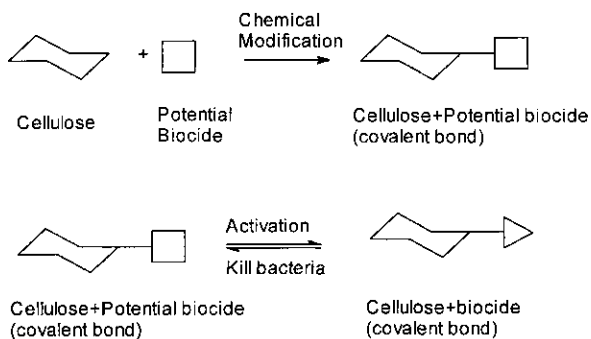 Chemical
Modification
+
Cellulose
Potential
Biocide
Cellulose+Potential biocide
(covalent bond)
Activation
Kill bacteria
Cellulose+Potential biocide
(covalent bond)
Cellulose+biocide
(covalent bond)